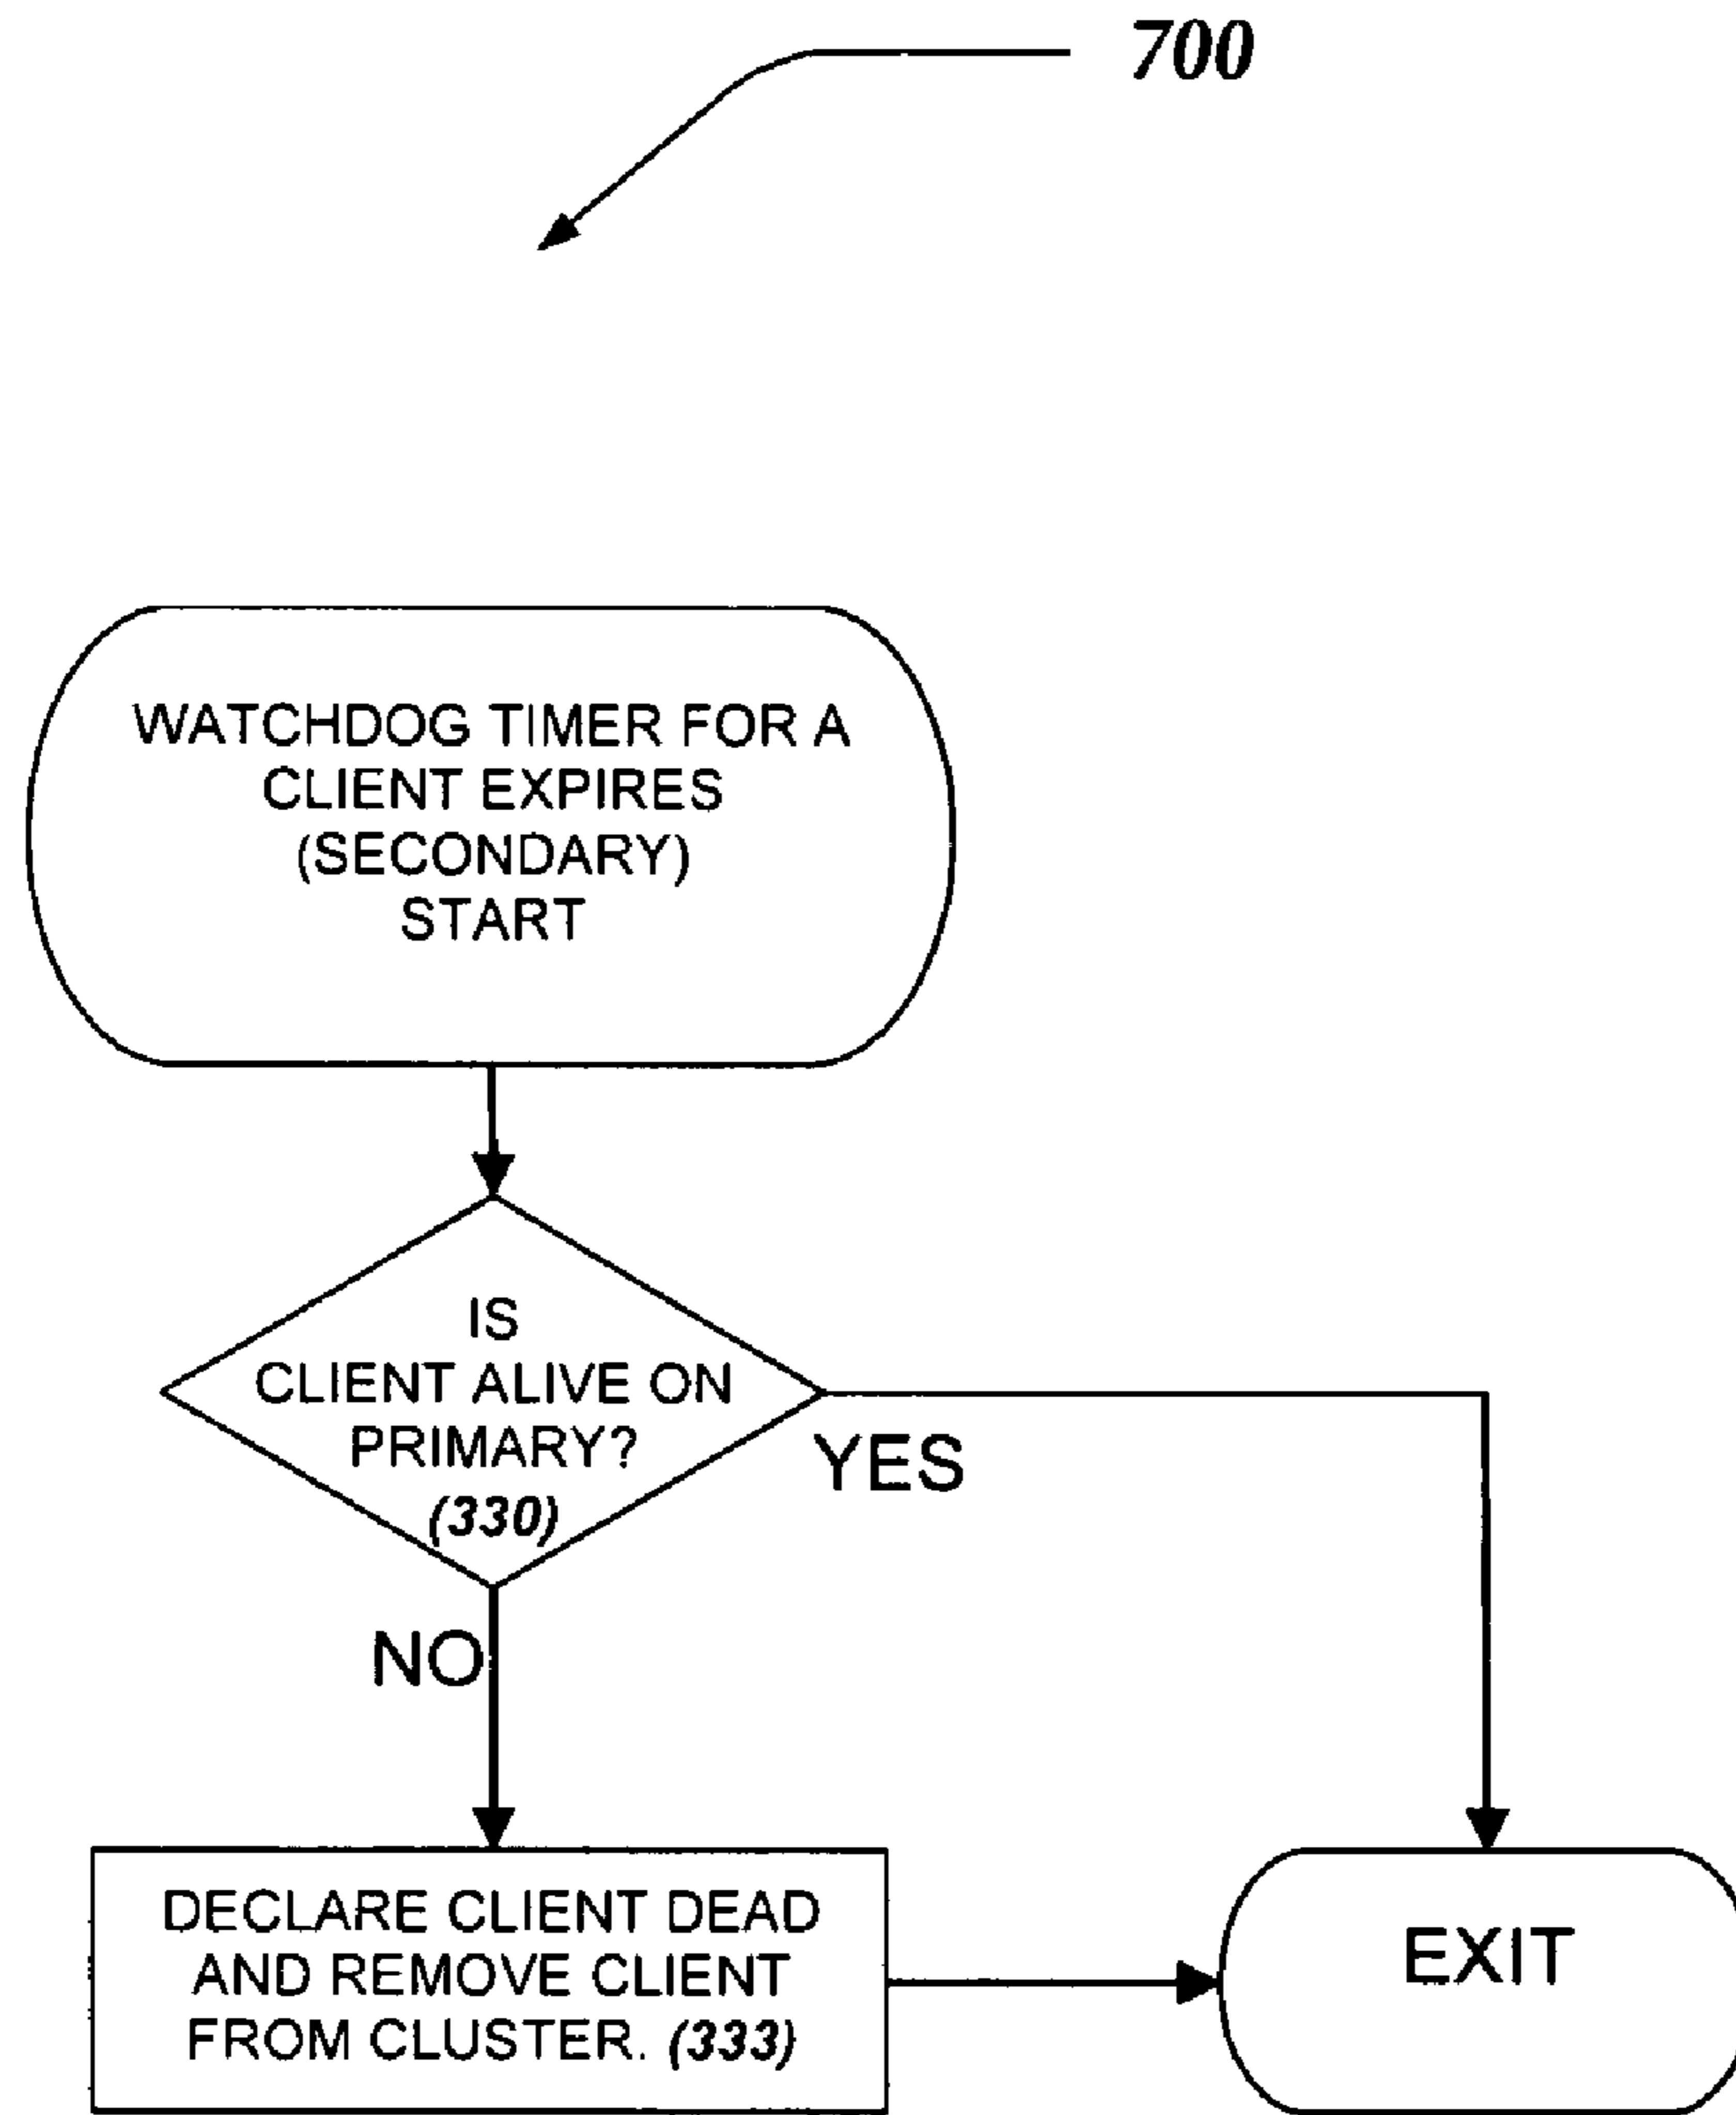 700
WATCHDOG TIMER FOR A
CLIENT EXPIRES
(SECONDARY)
START
IS
CLIENT ALIVE ON
PRIMARY?
(330)
YES
NO
DECLARE CLIENT DEAD
AND REMOVE CLIENT
FROM CLUSTER. (333)
EXIT